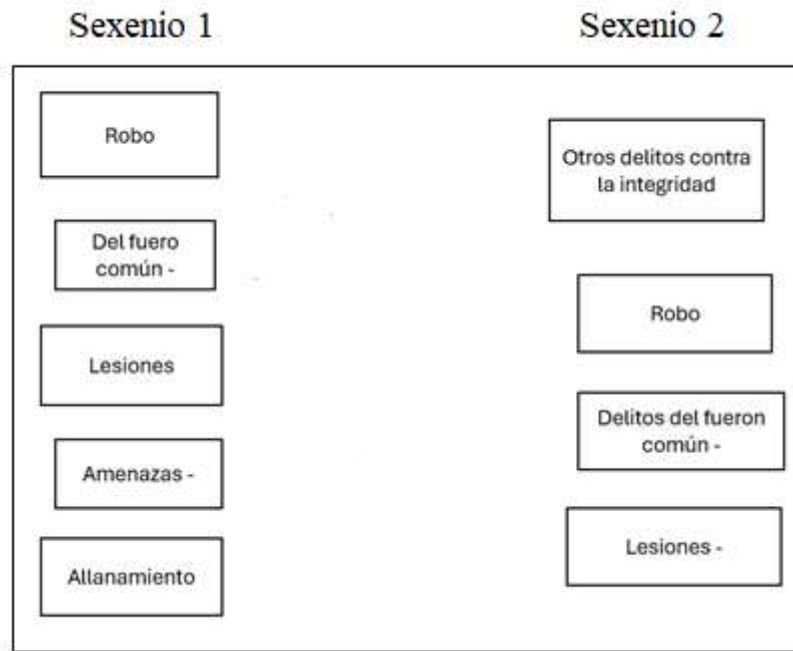 Sexenio 1
Sexenio 2
Robo
Del fuero
común -
Lesiones
Amenazas -
Allanamiento
Otros delitos contra
la integridad
Robo
Delitos del fueron
común -
Lesiones -